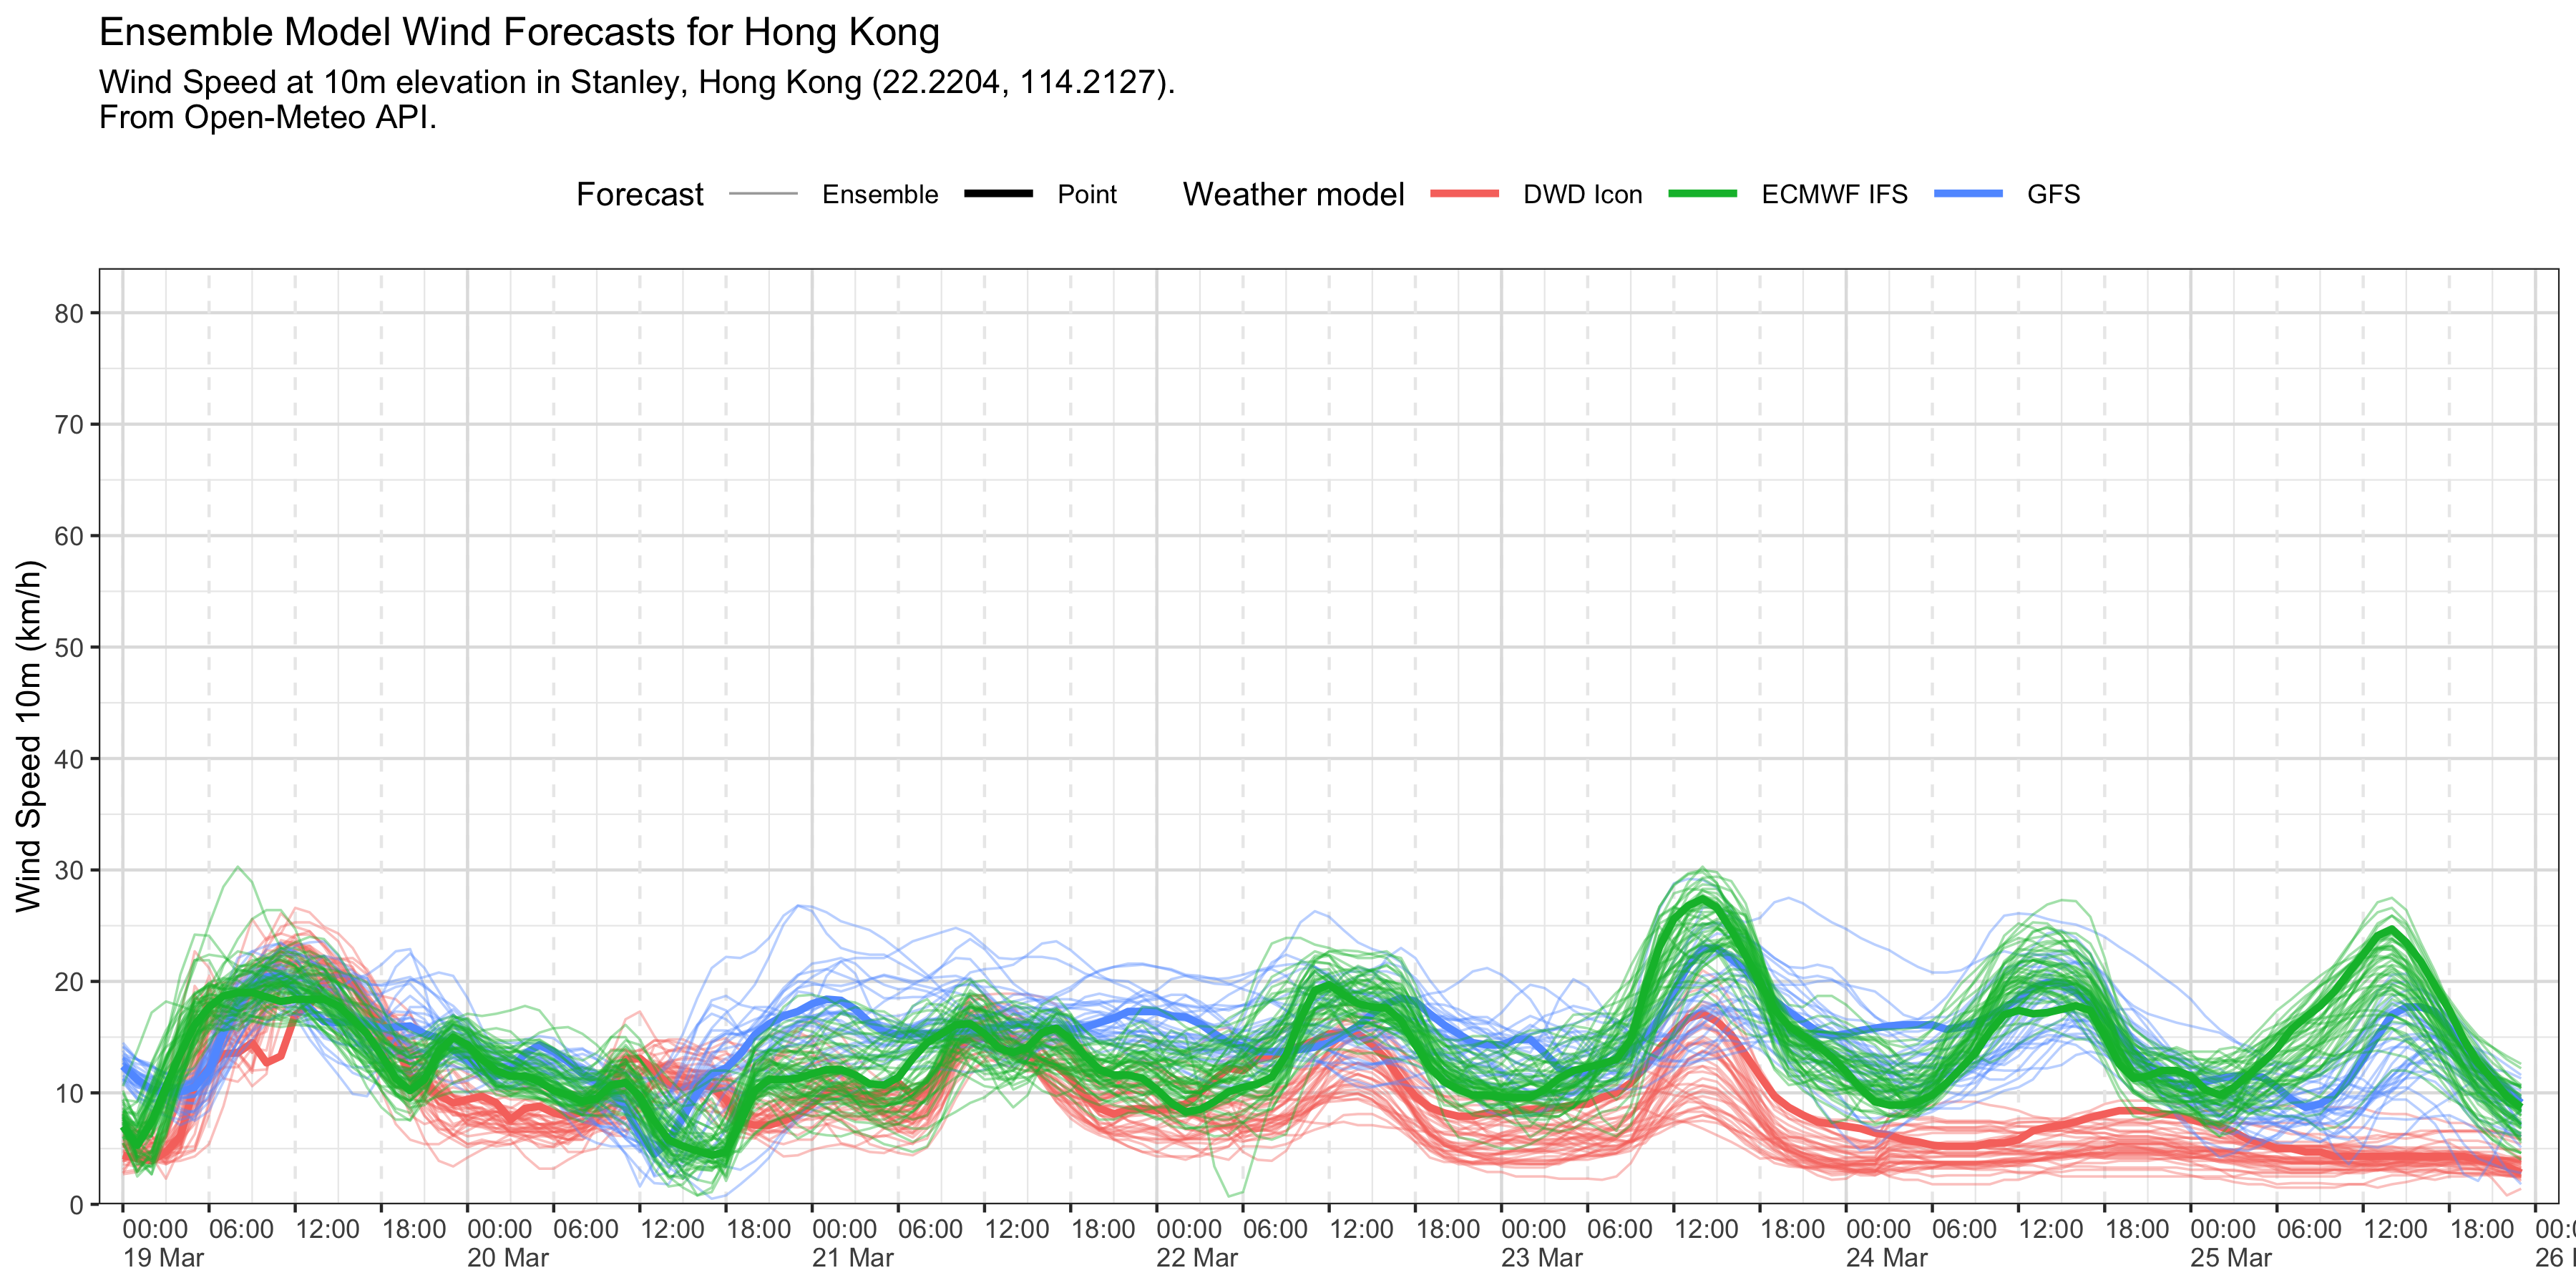 Ensemble Model Wind Forecasts for Hong Kong
Wind Speed at 10m elevation in Stanley, Hong Kong (22.2204, 114.2127).
From Open-Meteo API.
Forecast Ensemble Point Weather model DWD Icon ECMWF IFS GFS
Wind Speed 10m (km/h)
80
70
60
50
40
30
20
10
0
00:00 06:00 12:00 18:00 00:00 06:00 12:00 18:00 00:00 06:00 12:00 18:00 00:00 06:00 12:00 18:00 00:00 06:00 12:00 18:00 00:00 06:00 12:00 18:00 00:00 06:00 12:00 18:00
19 Mar 20 Mar 21 Mar 22 Mar 23 Mar 24 Mar 25 Mar 26